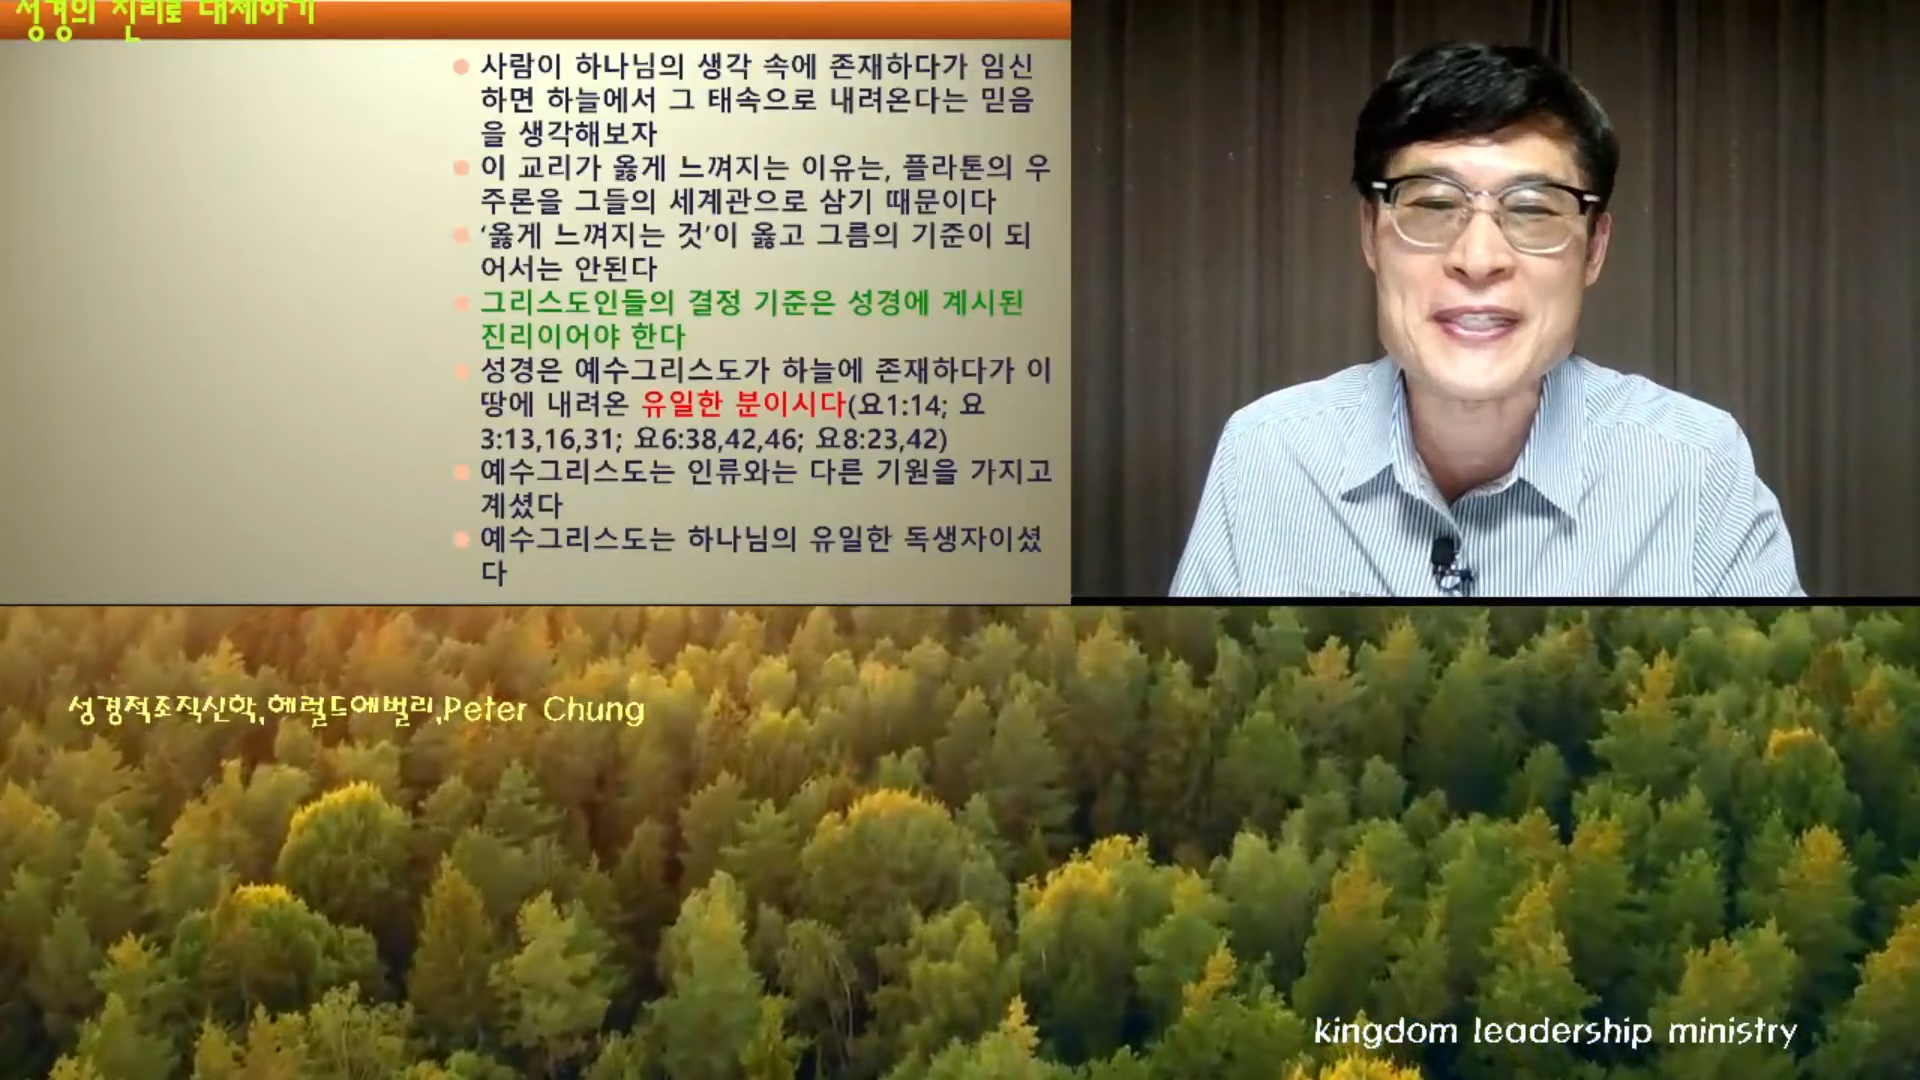 성경의 진리로 대체하기
사람이 하나님의 생각 속에 존재하다가 임신
하면 하늘에서 그 태속으로 내려온다는 믿음
을 생각해보자
이 교리가 옳게 느껴지는 이유는, 플라톤의 우
주론을 그들의 세계관으로 삼기 때문이다
‘옳게 느껴지는 것’이 옳고 그름의 기준이 되
어서는 안된다
그리스도인들의 결정 기준은 성경에 계시된
진리이어야 한다
성경은 예수그리스도가 하늘에 존재하다가 이
땅에 내려온 유일한 분이시다(요1:14; 요
3:13,16,31; 요6:38,42,46; 요8:23,42)
예수그리스도는 인류와는 다른 기원을 가지고
계셨다
예수그리스도는 하나님의 유일한 독생자이셨
다
성경적조직신학,헤럴드에벌리,Peter Chung
kingdom leadership ministry